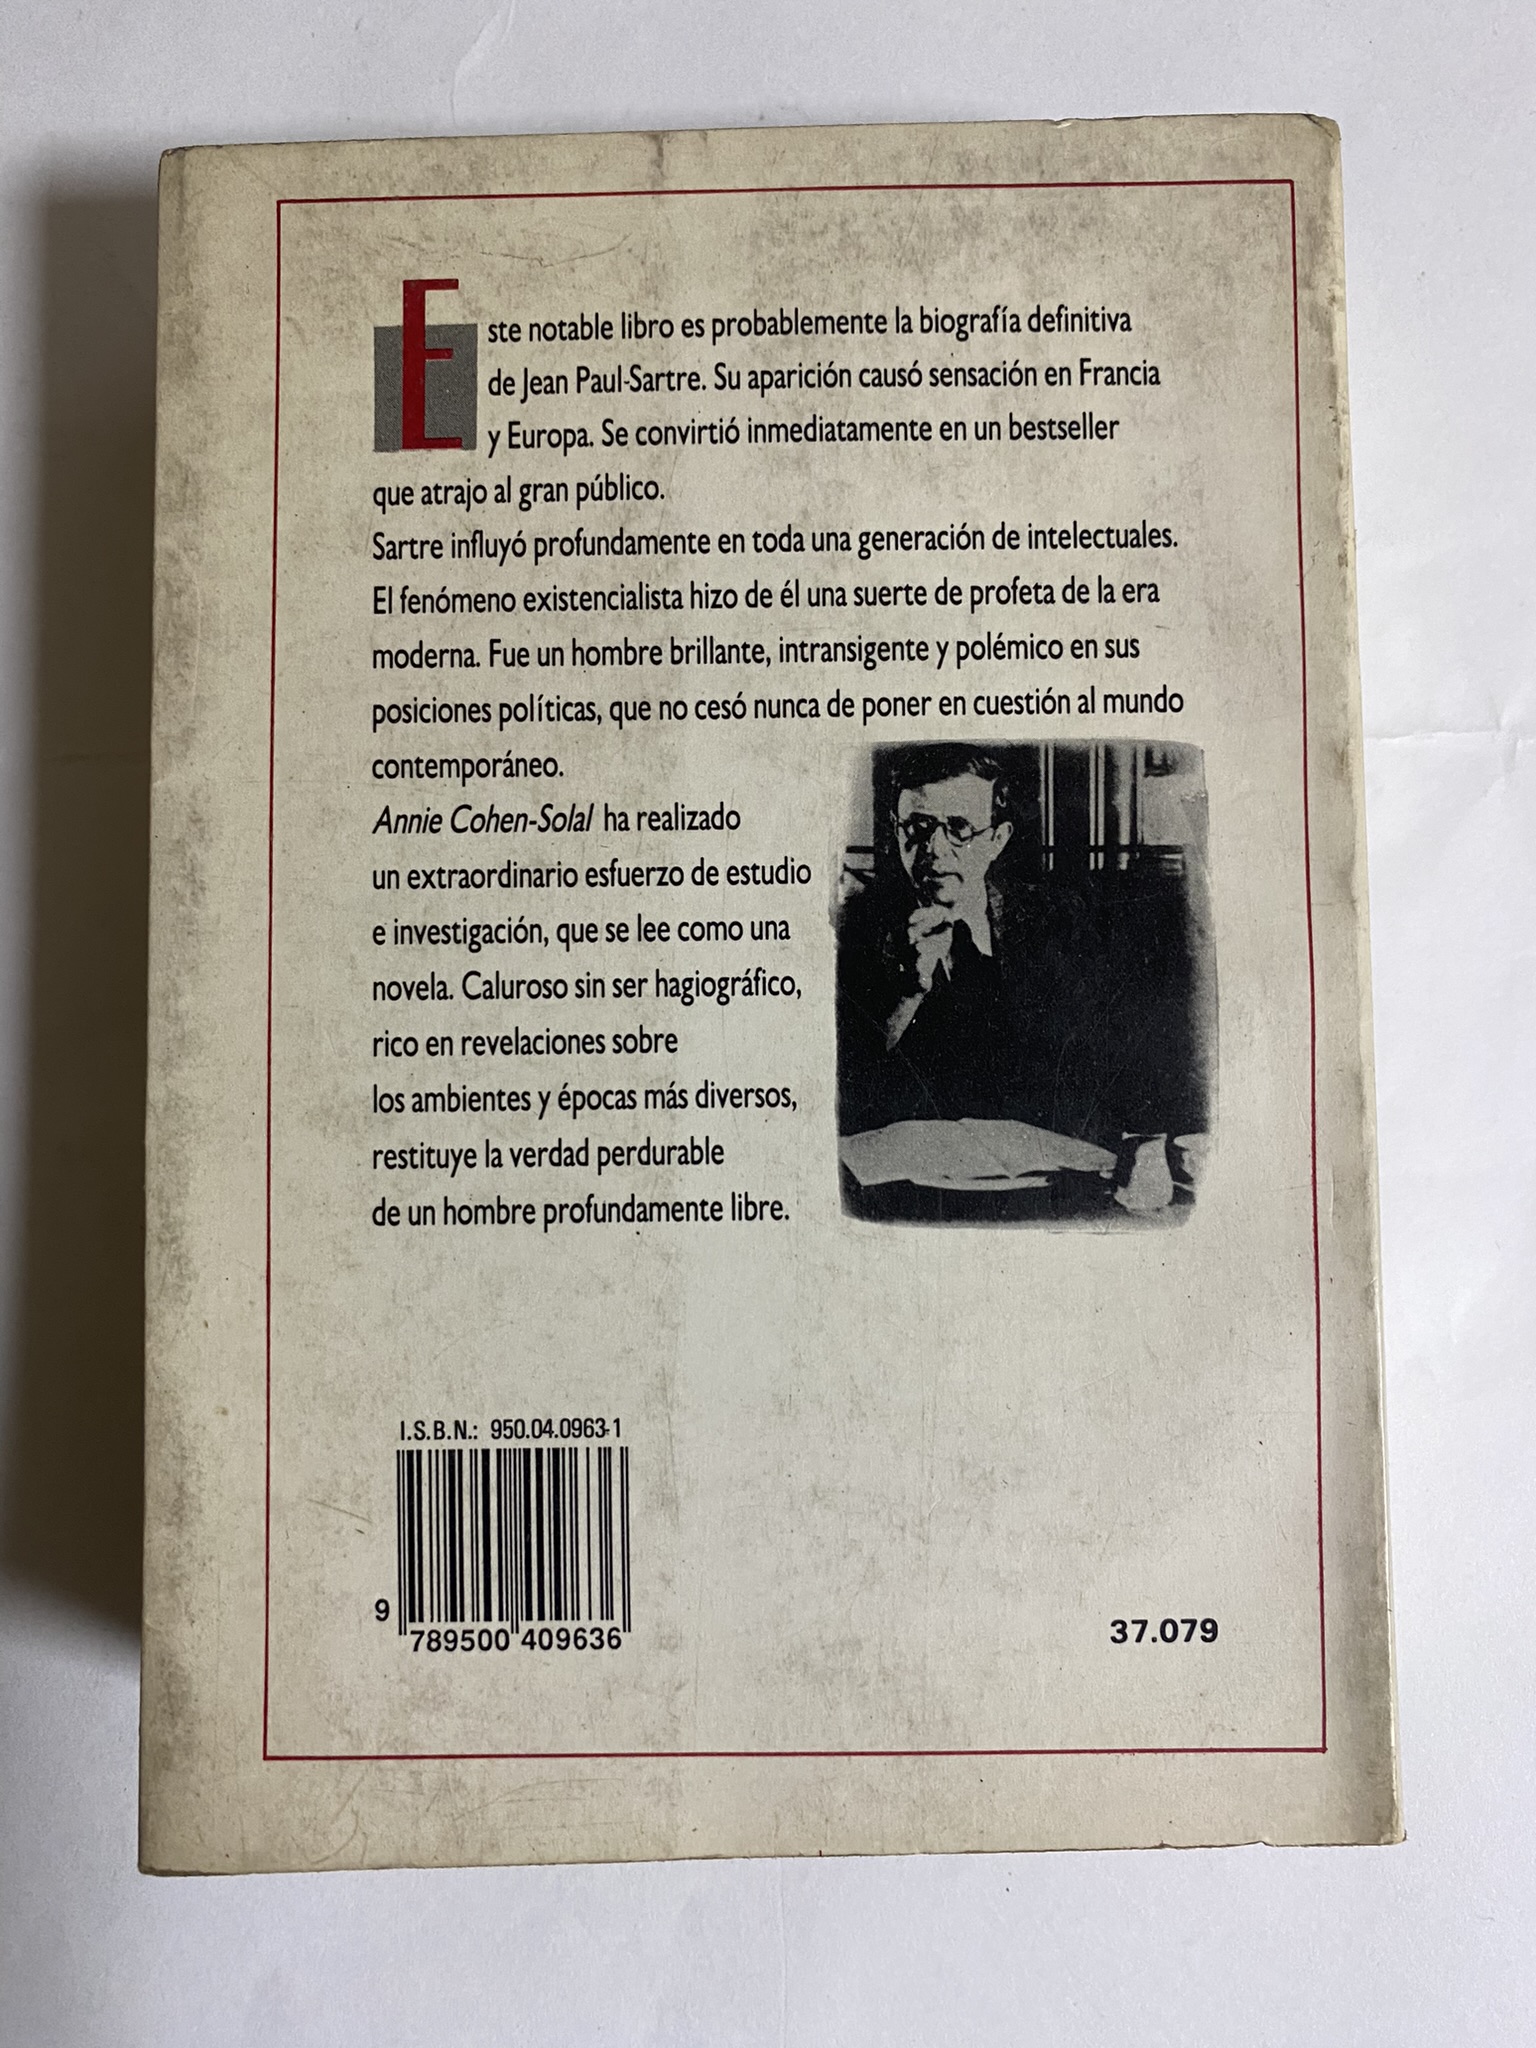 Este notable libro es probablemente la biografía definitiva
de Jean Paul-Sartre. Su aparición causó sensación en Francia
y Europa. Se convirtió inmediatamente en un bestseller
que atrajo al gran público.
Sartre influyó profundamente en toda una generación de intelectuales.
El fenómeno existencialista hizo de él una suerte de profeta de la era
moderna. Fue un hombre brillante, intransigente y polémico en sus
posiciones políticas, que no cesó nunca de poner en cuestión al mundo
contemporáneo.
Annie Cohen-Solal ha realizado
un extraordinario esfuerzo de estudio
e investigación, que se lee como una
novela. Caluroso sin ser hagiográfico,
rico en revelaciones sobre
los ambientes y épocas más diversos,
restituye la verdad perdurable
de un hombre profundamente libre.
I.S.B.N.: 950.04.0963-1
9 789500 409636
37.079